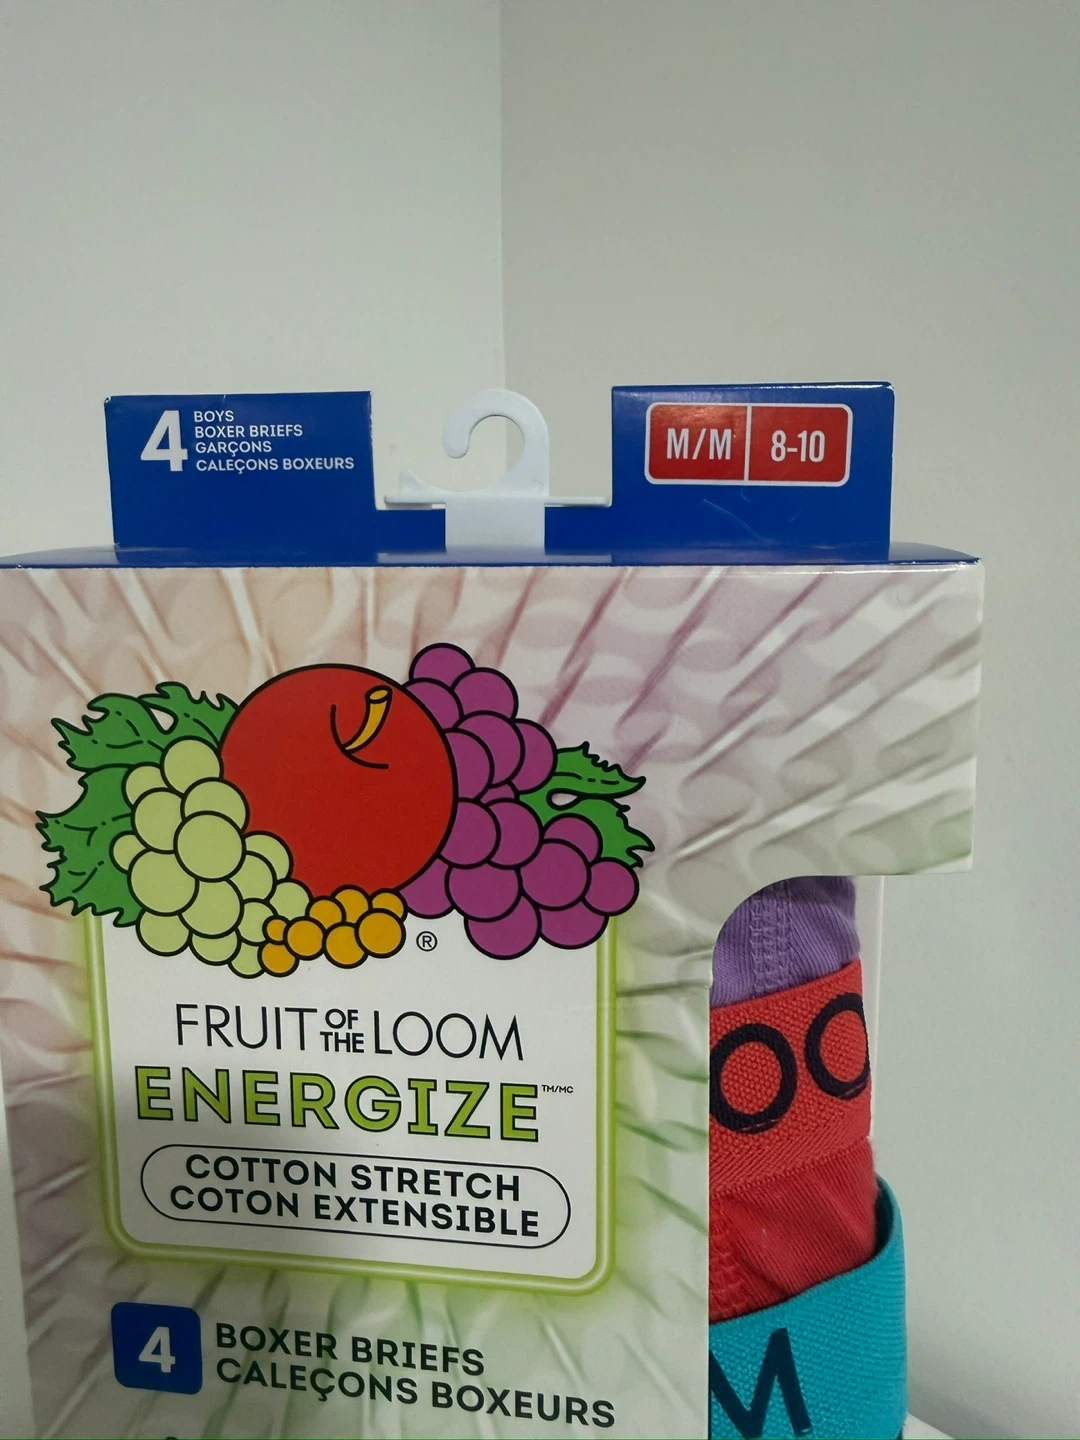 4 BOYS
BOXER BRIEFS
GARÇONS
CALEÇONS BOXEURS
M/M 8-10
®
FRUIT OF THE LOOM
ENERGIZE TM/MC
COTTON STRETCH
COTON EXTENSIBLE
4 BOXER BRIEFS
CALEÇONS BOXEURS
OO
M